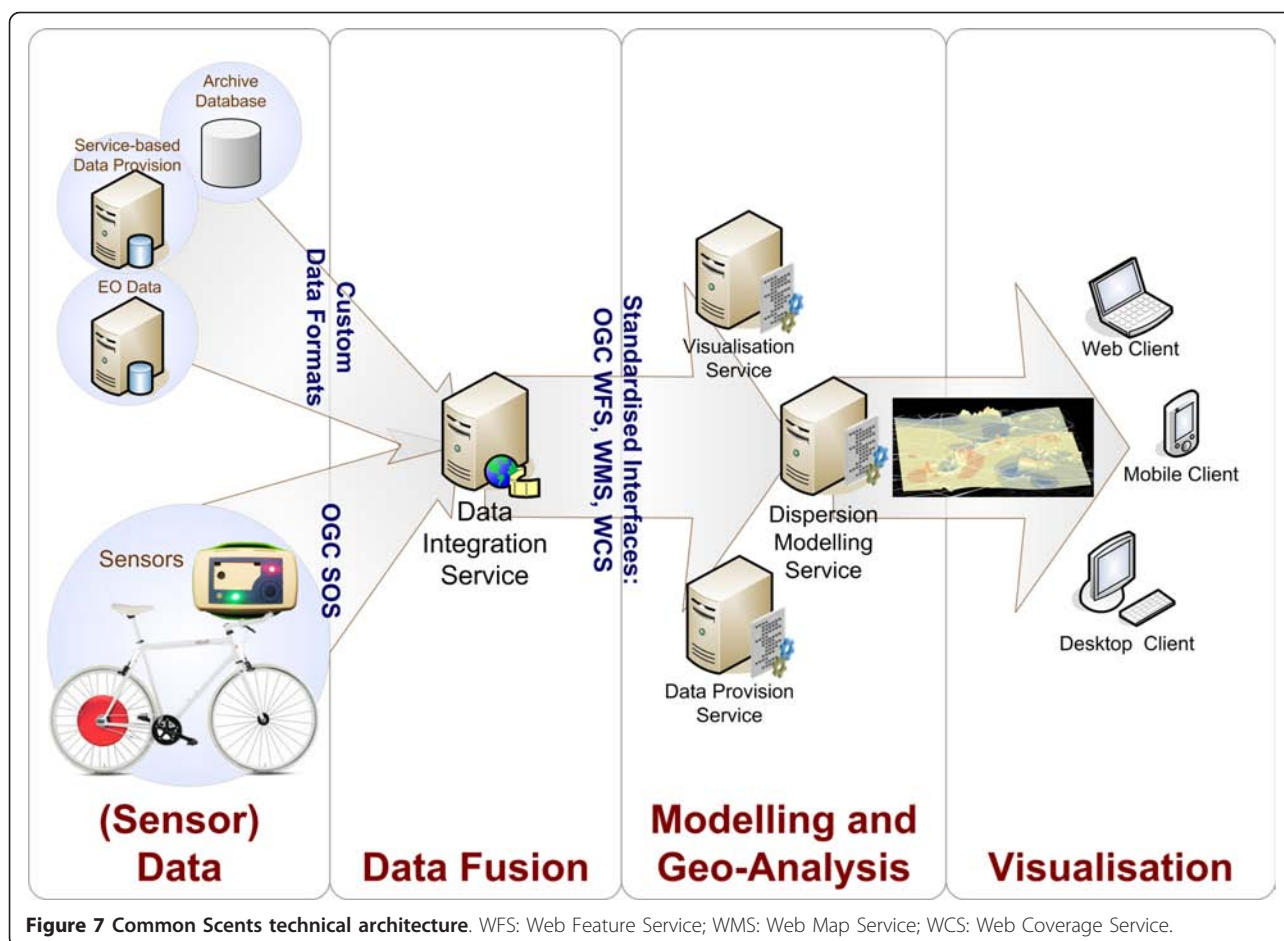 Archive
Database
Service-based
Data Provision
EO Data
Custom
Data Formats
Sensors
OGC SOS
Data
Integration
Service
Standardised Interfaces:
OGC WFS, WMS, WCS
Visualisation
Service
Dispersion
Modelling
Service
Data Provision
Service
Web Client
Mobile Client
Desktop Client
(Sensor)
Data
Data Fusion
Modelling and
Geo-Analysis
Visualisation
Figure 7 Common Scents technical architecture. WFS: Web Feature Service; WMS: Web Map Service; WCS: Web Coverage Service.